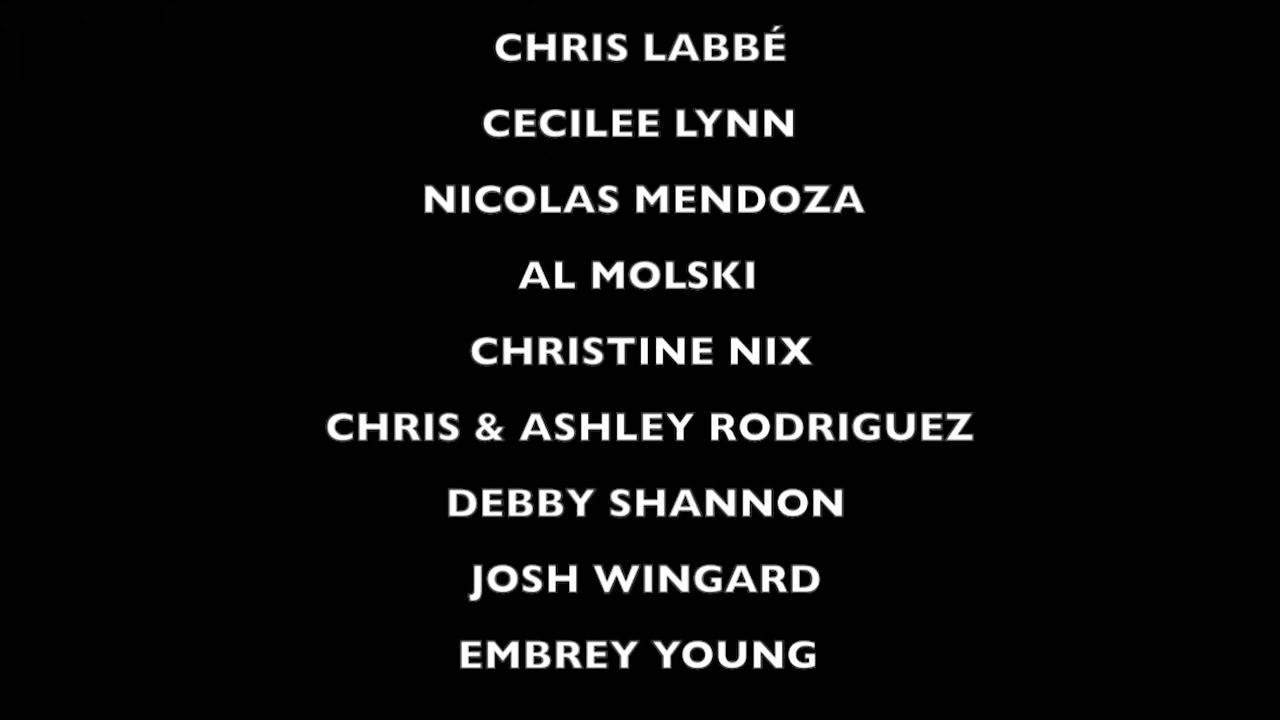 CHRIS LABBÉ
CECILEE LYNN
NICOLAS MENDOZA
AL MOLSKI
CHRISTINE NIX
CHRIS & ASHLEY RODRIGUEZ
DEBBY SHANNON
JOSH WINGARD
EMBREY YOUNG